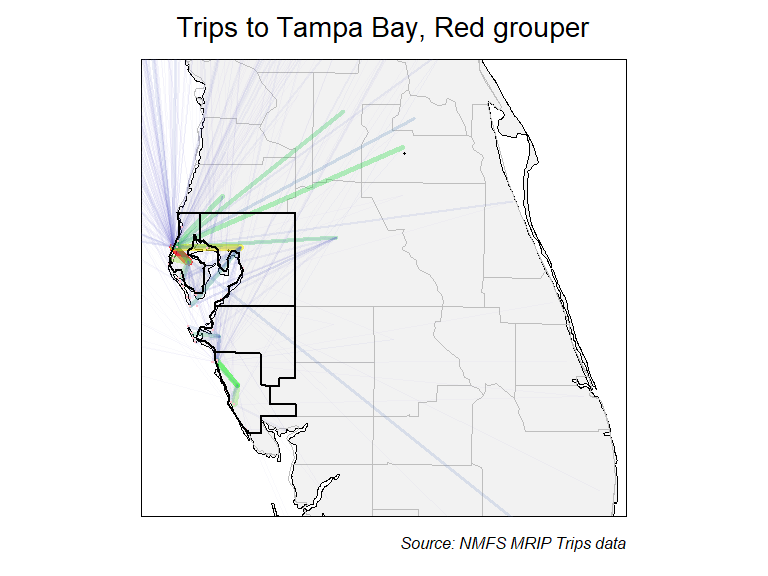 Trips to Tampa Bay, Red grouper
Source: NMFS MRIP Trips data